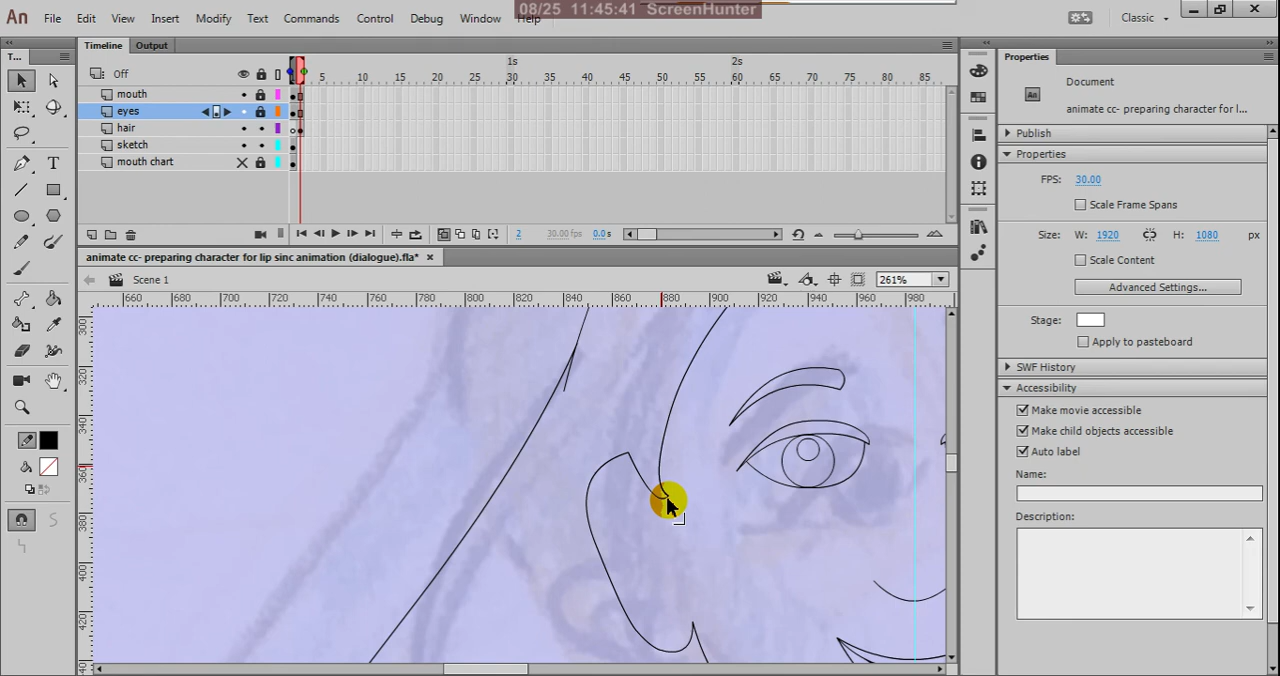 08/25 11:45:41 ScreenHunter
An File Edit View Insert Modify Text Commands Control Debug Window Help Classic
T... Timeline Output Properties
Off 1s 2s
5 10 15 20 25 30 35 40 45 50 55 60 65 70 75 80 85
mouth
eyes
hair
sketch
mouth chart
2 30.00 fps 0.0 s
animate cc- preparing character for lip sinc animation (dialogue).fla*
Scene 1 261%
660 680 700 720 740 760 780 800 820 840 860 880 900 920 940 960 980
300
320
340
360
380
400
420
T
Document
An animate cc- preparing character for l...
Publish
Properties
FPS: 30.00
Scale Frame Spans
Size: W: 1920 H: 1080 px
Scale Content
Advanced Settings...
Stage:
Apply to pasteboard
SWF History
Accessibility
Make movie accessible
Make child objects accessible
Auto label
Name:
Description: